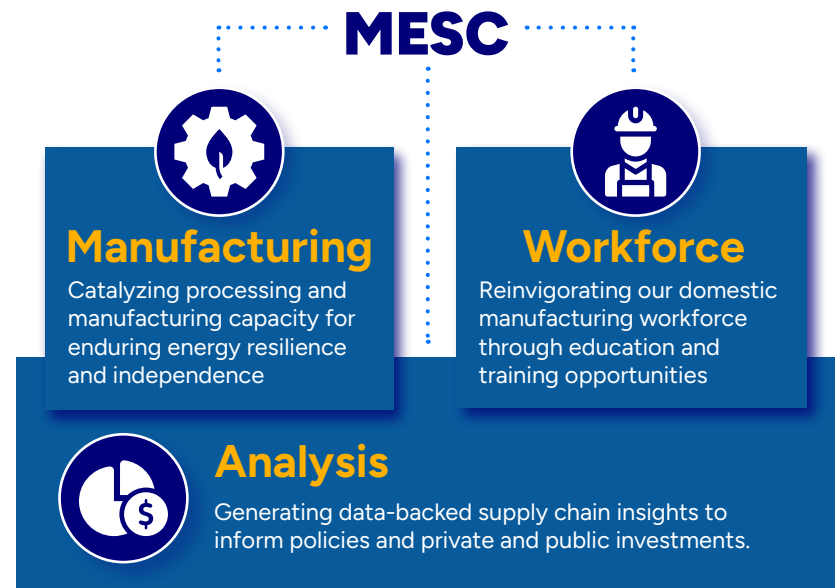 MESC
Manufacturing
Catalyzing processing and
manufacturing capacity for
enduring energy resilience
and independence
Workforce
Reinvigorating our domestic
manufacturing workforce
through education and
training opportunities
Analysis
$
Generating data-backed supply chain insights to
inform policies and private and public investments.